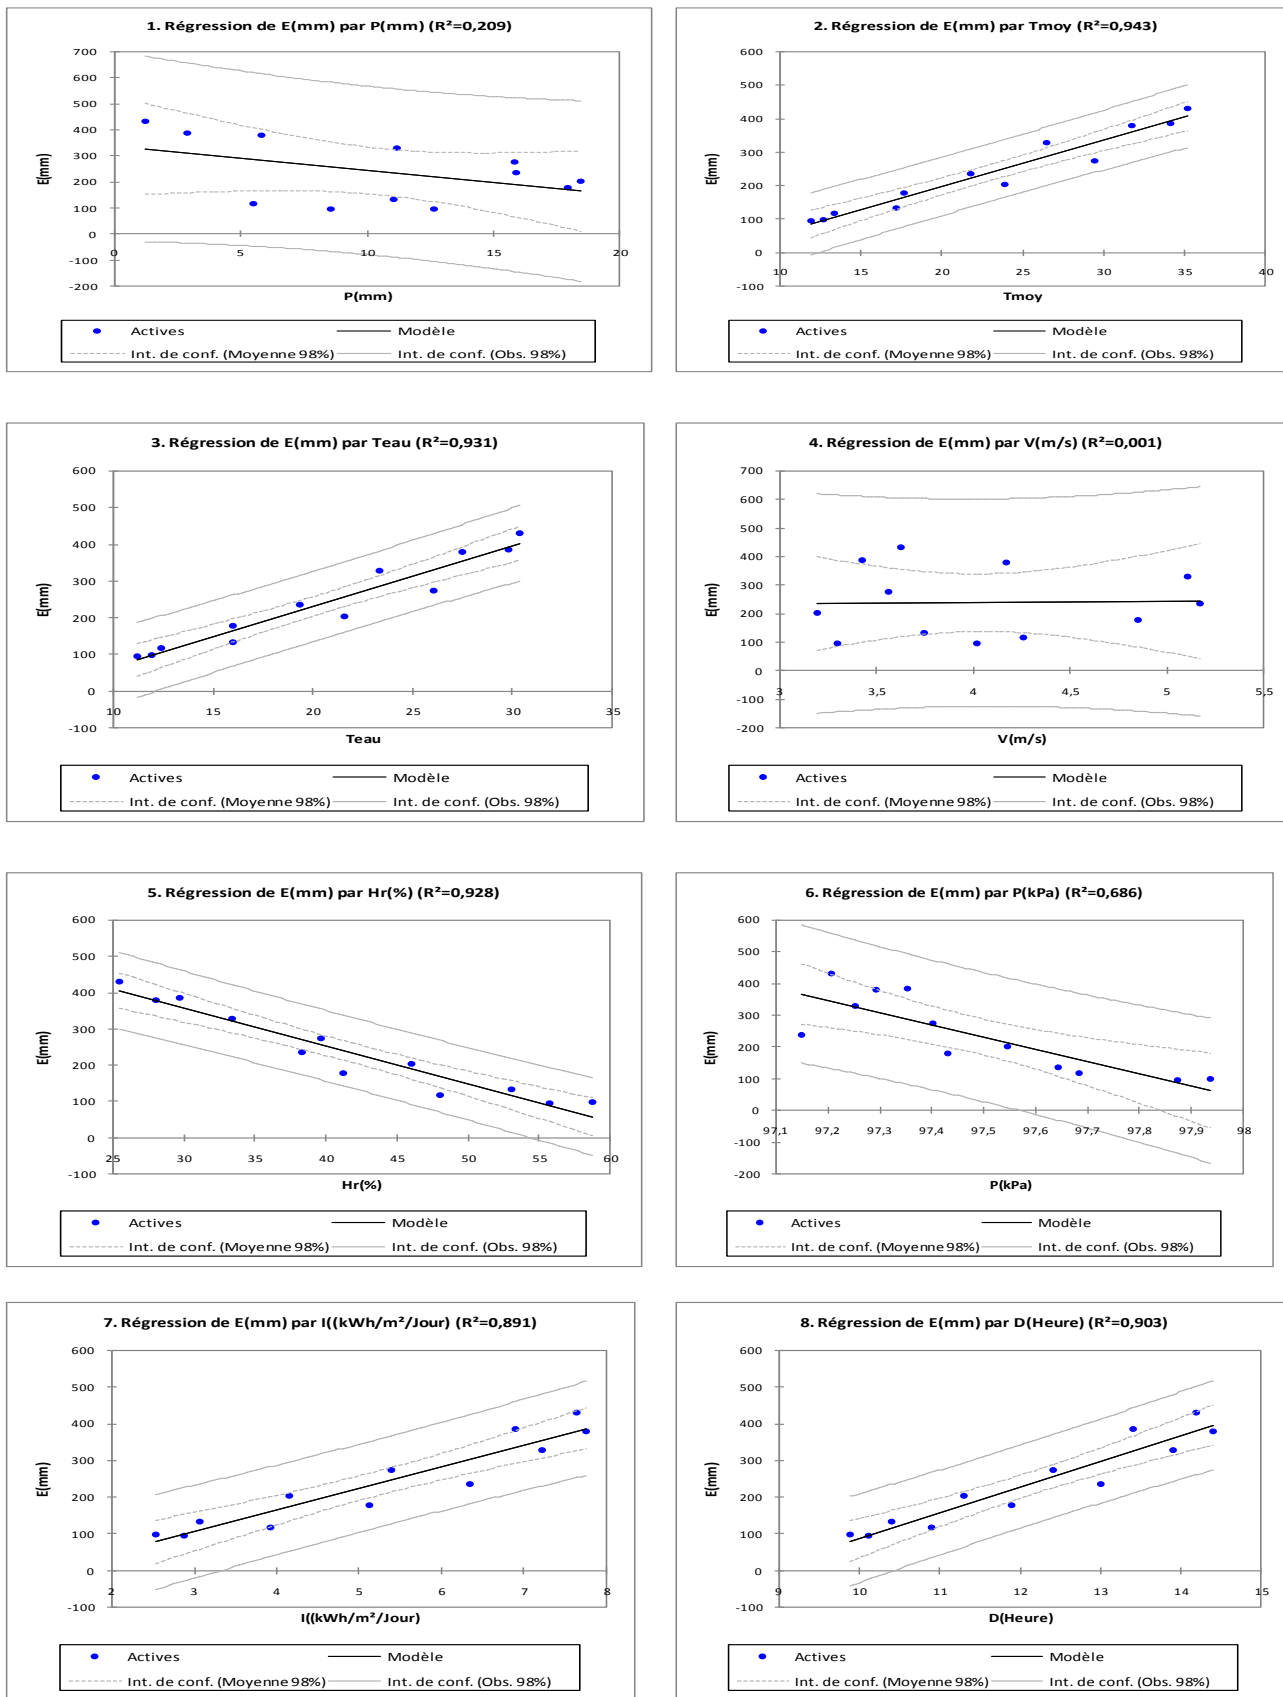 1. Régression de E(mm) par P(mm) (R²=0,209)
700
600
500
400
300
200
100
0
-100
-200
0
5
10
15
20
E(mm)
P(mm)
Actives
Modèle
Int. de conf. (Moyenne 98%)
Int. de conf. (Obs. 98%)
2. Régression de E(mm) par Tmoy (R²=0,943)
600
500
400
300
200
100
0
-100
10
15
20
25
30
35
40
E(mm)
Tmoy
Actives
Modèle
Int. de conf. (Moyenne 98%)
Int. de conf. (Obs. 98%)
3. Régression de E(mm) par Teau (R²=0,931)
600
500
400
300
200
100
0
-100
10
15
20
25
30
35
E(mm)
Teau
Actives
Modèle
Int. de conf. (Moyenne 98%)
Int. de conf. (Obs. 98%)
4. Régression de E(mm) par V(m/s) (R²=0,001)
700
600
500
400
300
200
100
0
-100
-200
3
3,5
4
4,5
5
5,5
E(mm)
V(m/s)
Actives
Modèle
Int. de conf. (Moyenne 98%)
Int. de conf. (Obs. 98%)
5. Régression de E(mm) par Hr(%) (R²=0,928)
600
500
400
300
200
100
0
-100
25
30
35
40
45
50
55
60
E(mm)
Hr(%)
Actives
Modèle
Int. de conf. (Moyenne 98%)
Int. de conf. (Obs. 98%)
6. Régression de E(mm) par P(kPa) (R²=0,686)
600
500
400
300
200
100
0
-100
-200
97,1
97,2
97,3
97,4
97,5
97,6
97,7
97,8
97,9
98
E(mm)
P(kPa)
Actives
Modèle
Int. de conf. (Moyenne 98%)
Int. de conf. (Obs. 98%)
7. Régression de E(mm) par I((kWh/m²/Jour) (R²=0,891)
600
500
400
300
200
100
0
-100
2
3
4
5
6
7
8
E(mm)
I((kWh/m²/Jour)
Actives
Modèle
Int. de conf. (Moyenne 98%)
Int. de conf. (Obs. 98%)
8. Régression de E(mm) par D(Heure) (R²=0,903)
600
500
400
300
200
100
0
-100
9
10
11
12
13
14
15
E(mm)
D(Heure)
Actives
Modèle
Int. de conf. (Moyenne 98%)
Int. de conf. (Obs. 98%)